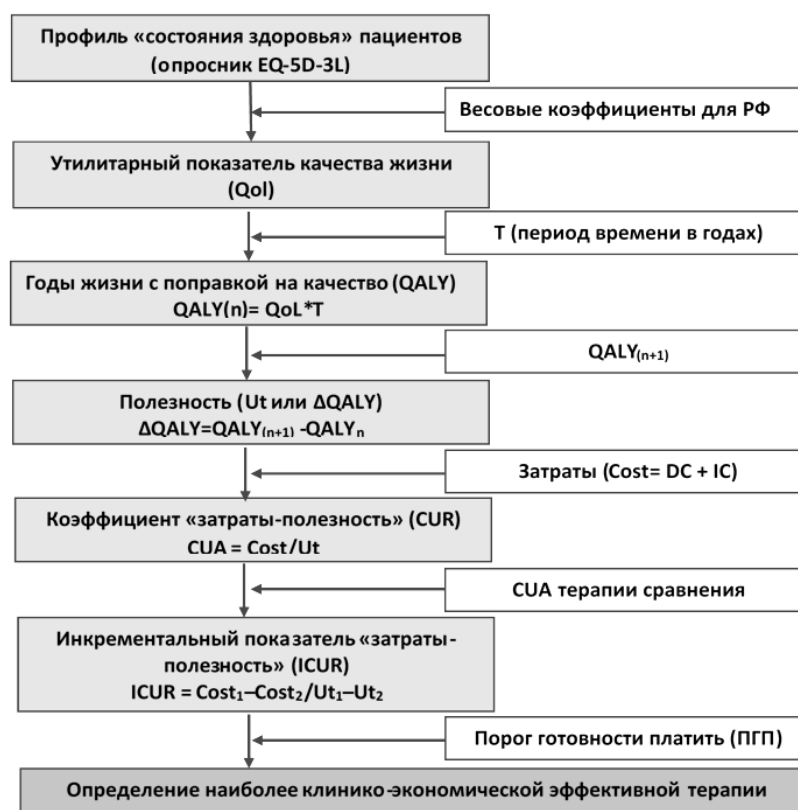 Профиль «состояния здоровья» пациентов
(опросник EQ-5D-3L)
Весовые коэффициенты для РФ
Утилитарный показатель качества жизни
(Qol)
T (период времени в годах)
Годы жизни с поправкой на качество (QALY)
QALY(n)= QoL*T
QALY(n+1)
Полезность (Ut или ΔQALY)
ΔQALY=QALY(n+1) -QALYn
Затраты (Cost= DC + IC)
Коэффициент «затраты-полезность» (CUR)
CUA = Cost/Ut
CUA терапии сравнения
Инкрементальный показатель «затраты-
полезность» (ICUR)
ICUR = Cost₁–Cost₂/Ut₁–Ut₂
Порог готовности платить (ПГП)
Определение наиболее клинико-экономической эффективной терапии